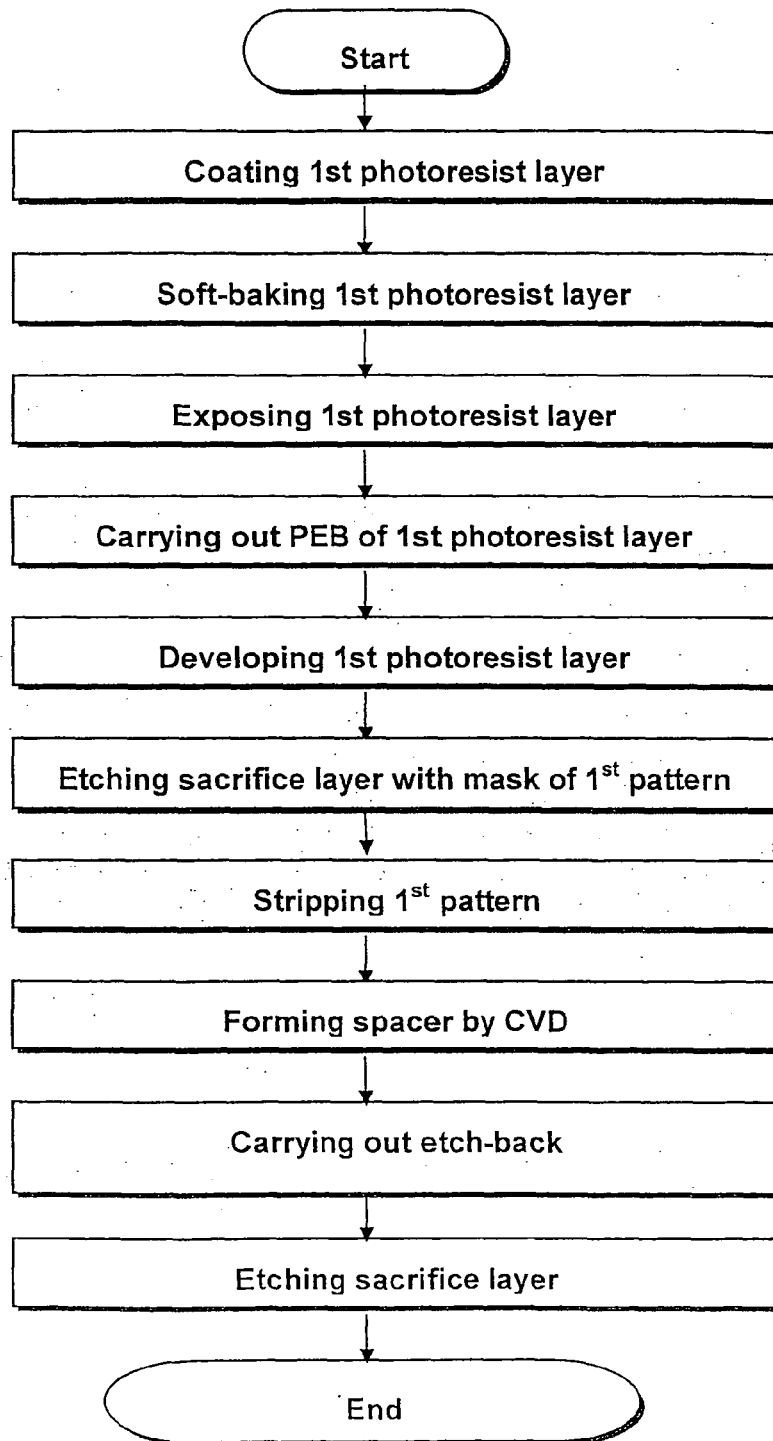 Start
Coating 1st photoresist layer
Soft-baking 1st photoresist layer
Exposing 1st photoresist layer
Carrying out PEB of 1st photoresist layer
Developing 1st photoresist layer
Etching sacrifice layer with mask of 1st pattern
Stripping 1st pattern
Forming spacer by CVD
Carrying out etch-back
Etching sacrifice layer
End